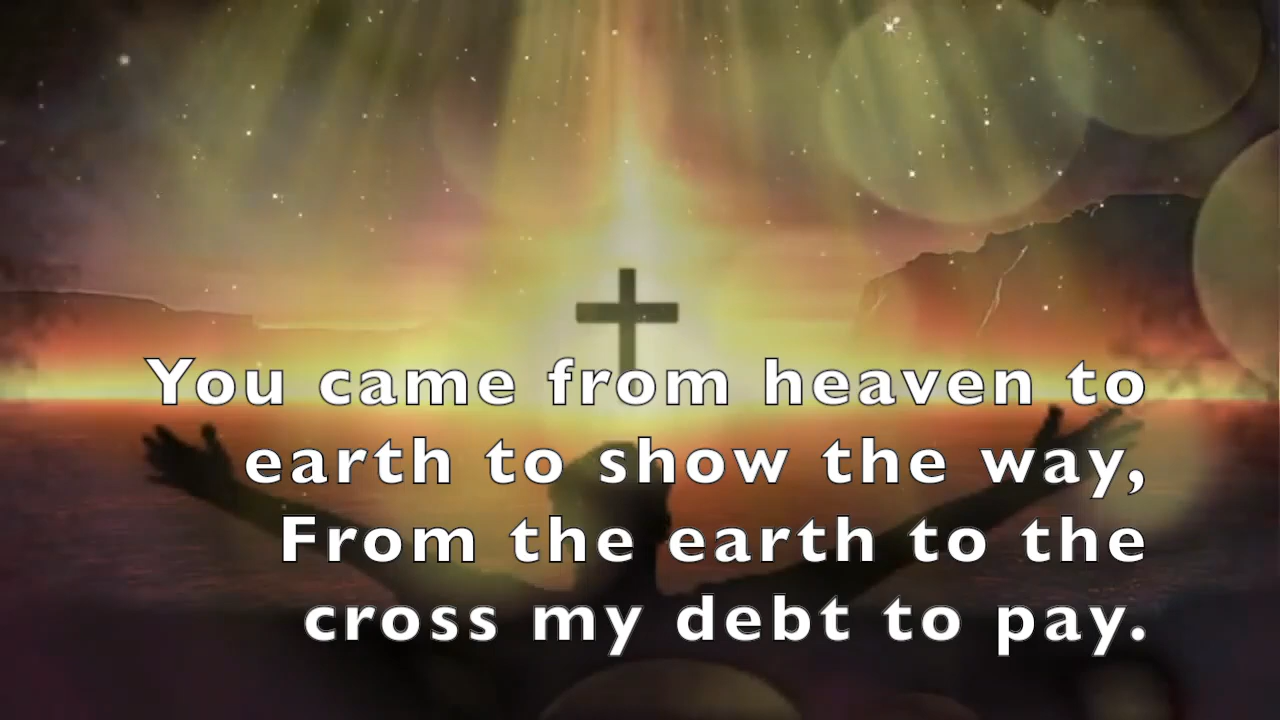 You came from heaven to
earth to show the way,
From the earth to the
cross my debt to pay.